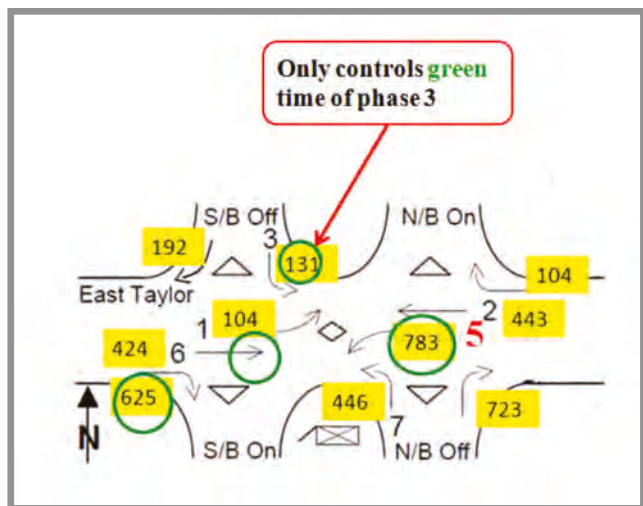 Only controls green
time of phase 3
S/B Off
N/B On
192
3
131
104
East Taylor
1
104
2
443
424
6
783
5
625
446
723
7
N
S/B On
N/B Off